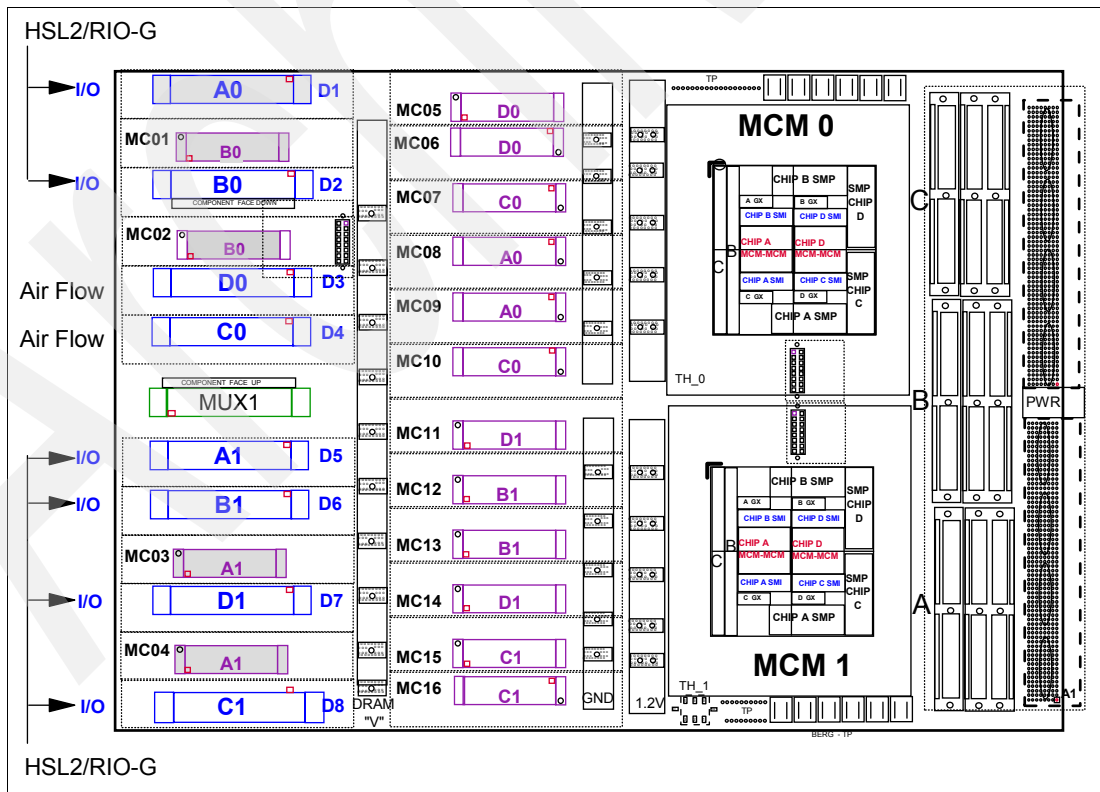 HSL2/RIO-G
I/O
A0
D1
MC01
B0
I/O
B0
D2
COMPONENT FACE DOWN
MC02
B0
D0
D3
Air Flow
C0
D4
Air Flow
COMPONENT FACE UP
MUX1
I/O
A1
D5
I/O
B1
D6
MC03
A1
I/O
D1
D7
MC04
A1
I/O
C1
D8
HSL2/RIO-G
DRAM
"V"
MC05
D0
MC06
D0
MC07
C0
MC08
A0
MC09
A0
MC10
C0
MC11
D1
MC12
B1
MC13
B1
MC14
D1
MC15
C1
MC16
C1
GND
1.2V
TP
MCM 0
CHIP B SMP
A GX
B GX
SMP
CHIP
D
CHIP B SMI
CHIP D SMI
CHIP A
MCM-MCM
CHIP D
MCM-MCM
B
C
CHIP A SMI
CHIP C SMI
C GX
D GX
SMP
CHIP
C
CHIP A SMP
TH_0
CHIP B SMP
A GX
B GX
SMP
CHIP
D
CHIP B SMI
CHIP D SMI
CHIP A
MCM-MCM
CHIP D
MCM-MCM
B
C
CHIP A SMI
CHIP C SMI
C GX
D GX
SMP
CHIP
C
CHIP A SMP
MCM 1
TH_1
TP
BERG - TP
C
B
A
PWR
A1